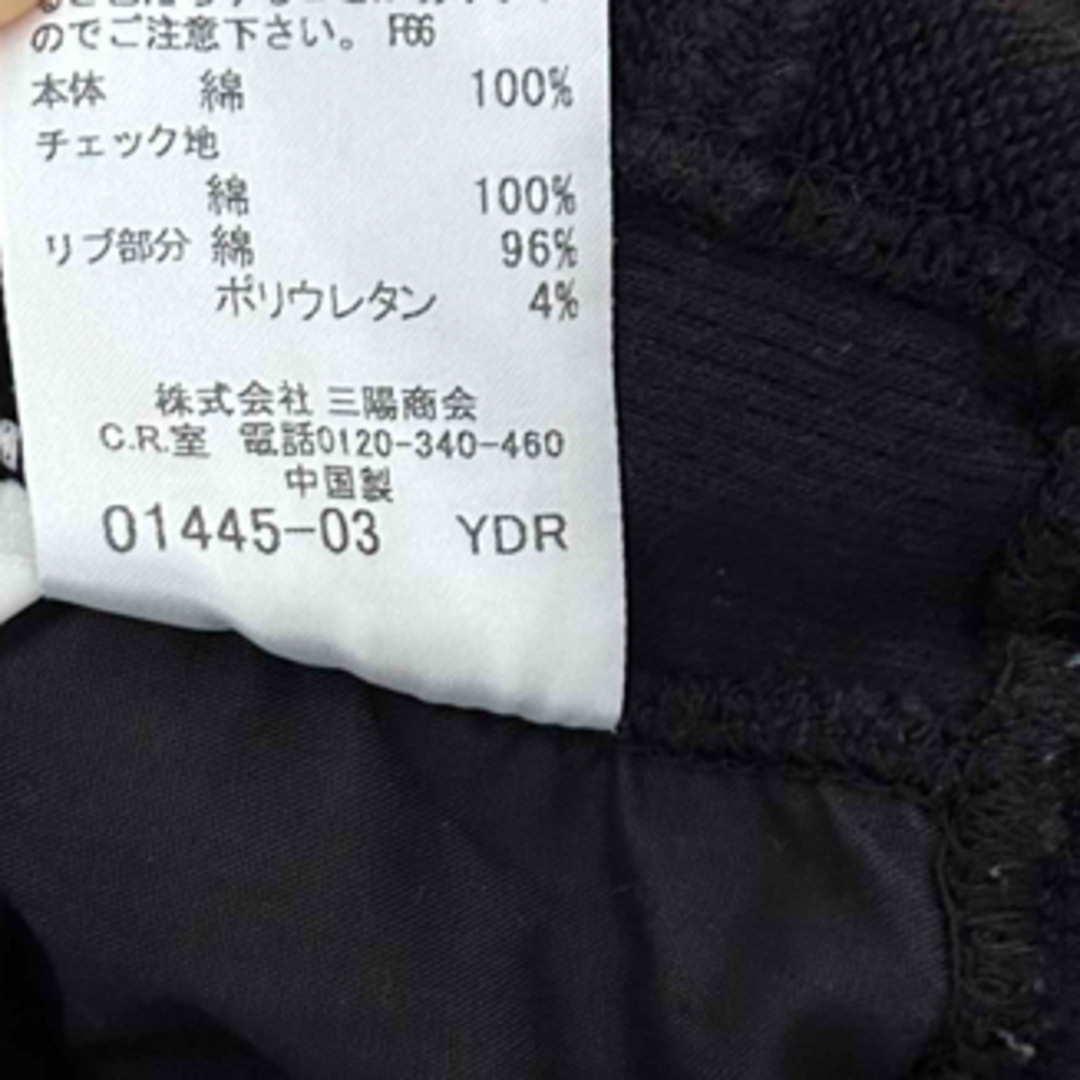 のでご注意下さい。 F66
本体 綿 100%
チェック地
綿 100%
リブ部分 綿 96%
ポリウレタン 4%
株式会社 三陽商会
C.R.室 電話0120-340-460
中国製
01445-03 YDR